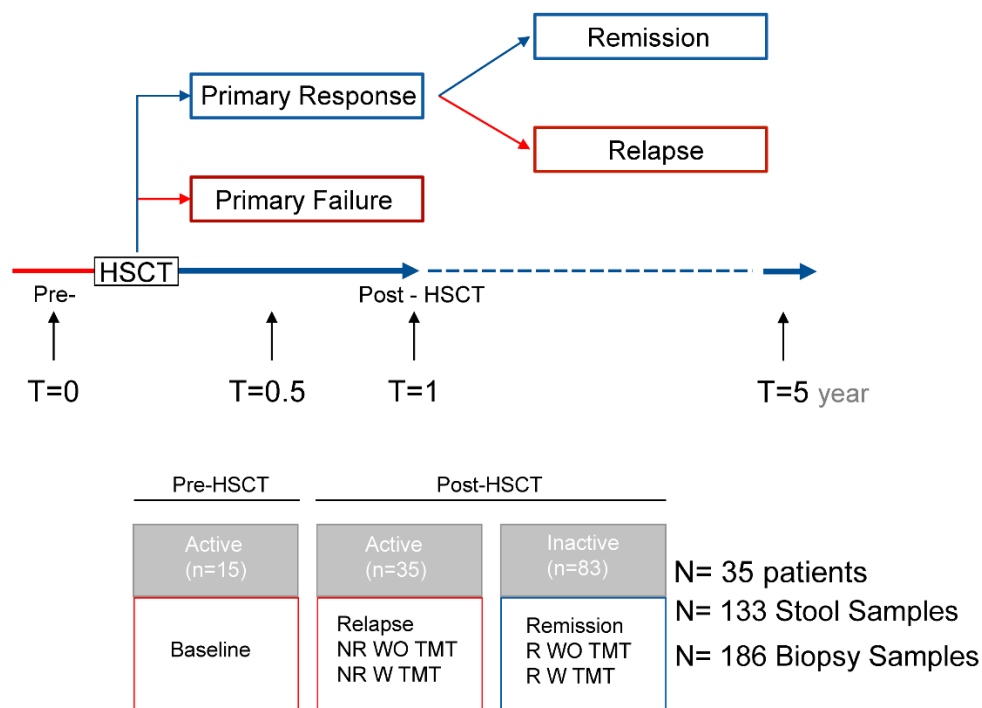 Remission
Primary Response
Relapse
Primary Failure
HSCT
Pre-
Post - HSCT
T=0
T=0.5
T=1
T=5 year
Pre-HSCT
Post-HSCT
Active
(n=15)
Active
(n=35)
Inactive
(n=83)
Baseline
Relapse
NR WO TMT
NR W TMT
Remission
R WO TMT
R W TMT
N= 35 patients
N= 133 Stool Samples
N= 186 Biopsy Samples